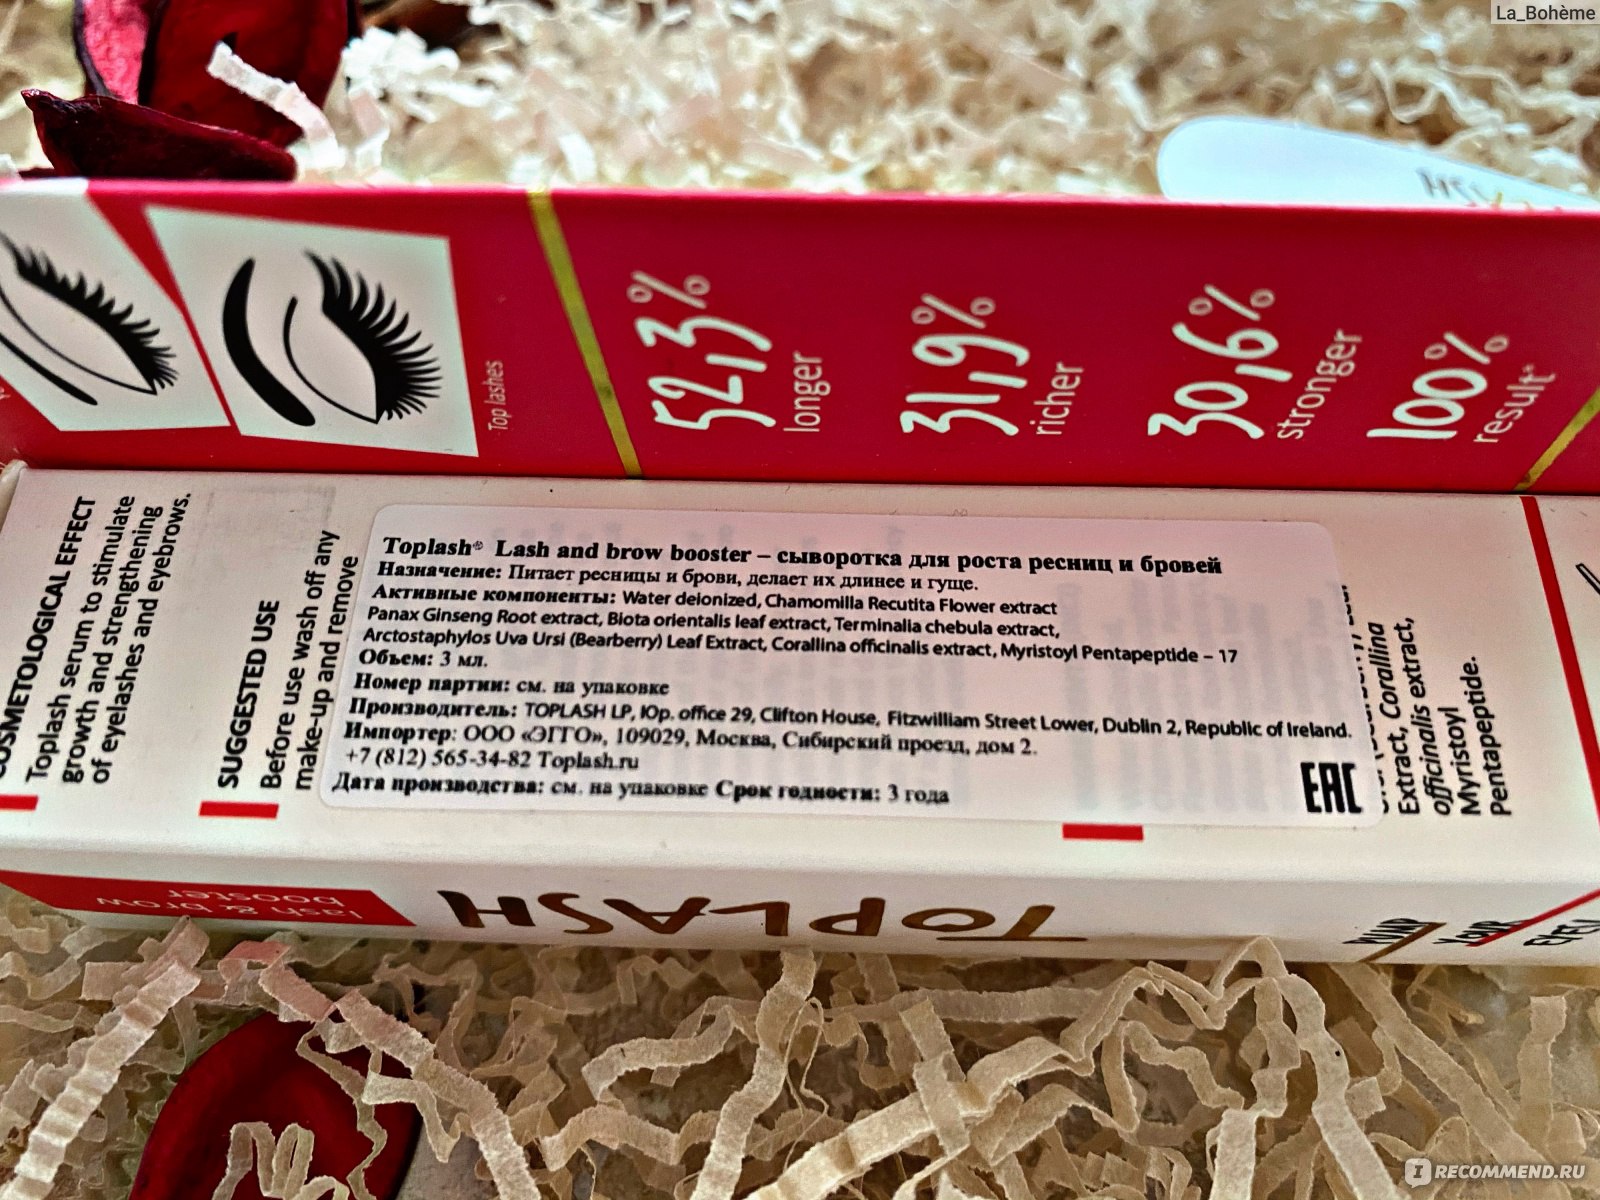 La_Bohème
Top lashes
52,3%
longer
31,9%
richer
30,6%
stronger
100%
result*
COSMETOLOGICAL EFFECT
Toplash serum to stimulate
growth and strengthening
of eyelashes and eyebrows.
SUGGESTED USE
Before use wash off any
make-up and remove
Toplash® Lash and brow booster – сыворотка для роста ресниц и бровей
Назначение: Питает ресницы и брови, делает их длинее и гуще.
Активные компоненты: Water deionized, Chamomilla Recutita Flower extract
Panax Ginseng Root extract, Biota orientalis leaf extract, Terminalia chebula extract,
Arctostaphylos Uva Ursi (Bearberry) Leaf Extract, Corallina officinalis extract, Myristoyl Pentapeptide – 17
Объем: 3 мл.
Номер партии: см. на упаковке
Производитель: TOPLASH LP, Юр. office 29, Clifton House, Fitzwilliam Street Lower, Dublin 2, Republic of Ireland.
Импортер: ООО «ЭГГО», 109029, Москва, Сибирский проезд, дом 2.
+7 (812) 565-34-82 Toplash.ru
Дата производства: см. на упаковке Срок годности: 3 года
EAC
Extract, Corallina
officinalis extract,
Myristoyl
Pentapeptide.
lash & brow
booster
TOPLASH
PUMP
YOUR
EYES
IRECOMMEND.RU